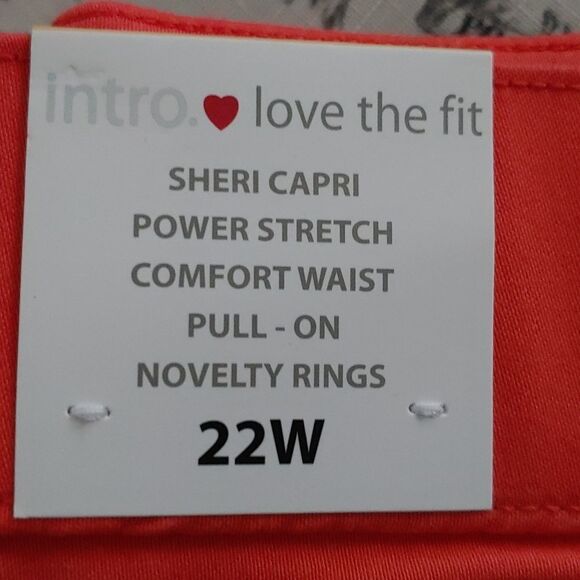 intro. love the fit
SHERI CAPRI
POWER STRETCH
COMFORT WAIST
PULL - ON
NOVELTY RINGS
22W